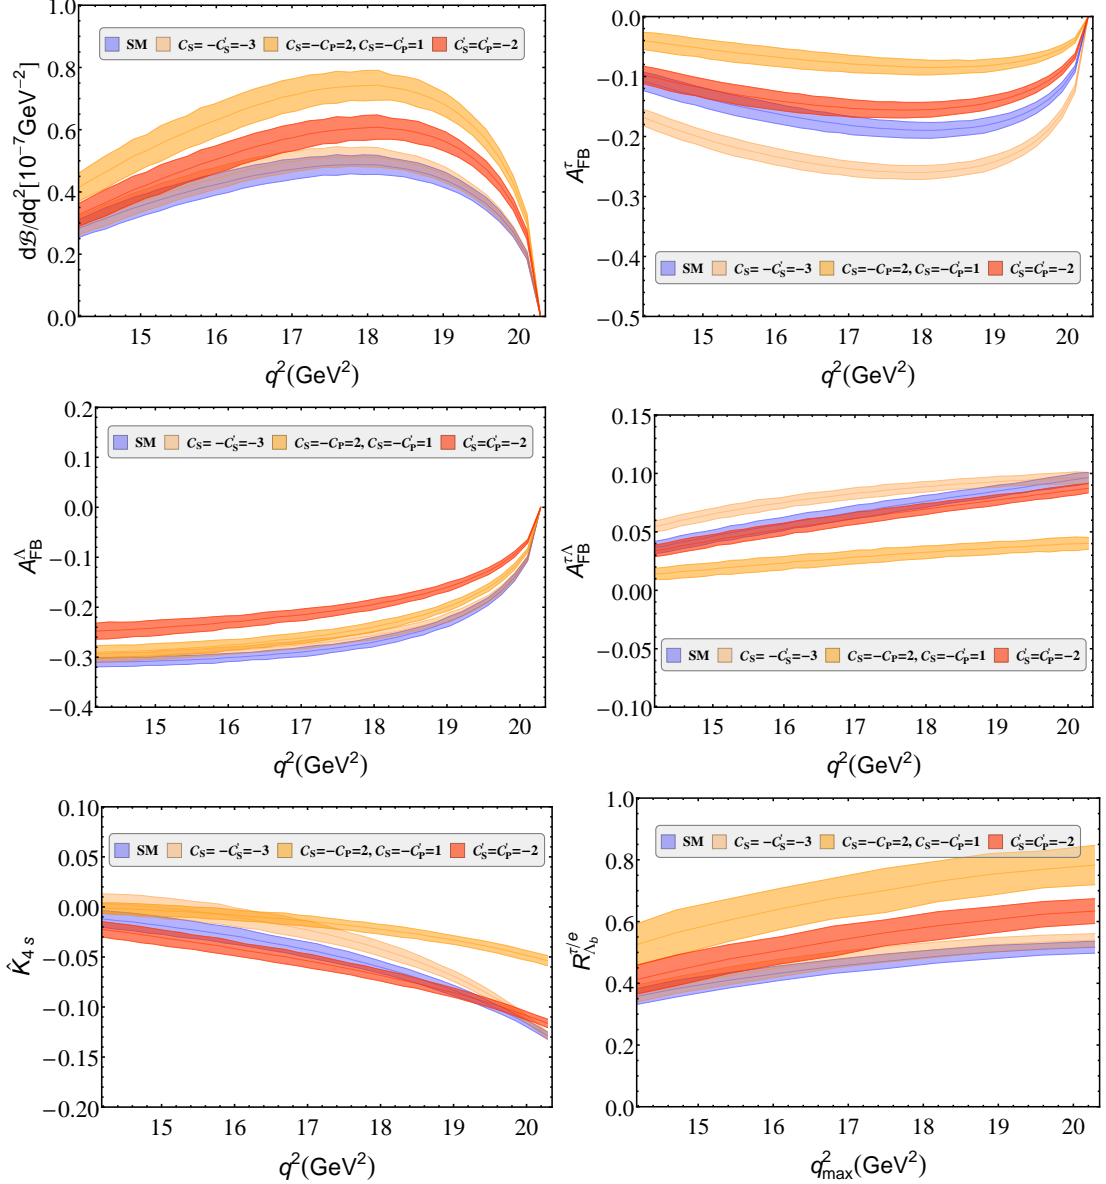 1.0
0.8
0.6
0.4
0.2
0.0
dℬ/dq²[10⁻⁷GeV⁻²]
SM C_S=−C'_S=−3 C_S=−C_P=2, C_S=−C'_P=1 C'_S=C'_P=−2
15 16 17 18 19 20
q²(GeV²)
0.0
−0.1
−0.2
−0.3
−0.4
−0.5
A^τ_FB
SM C_S=−C'_S=−3 C_S=−C_P=2, C_S=−C'_P=1 C'_S=C'_P=−2
15 16 17 18 19 20
q²(GeV²)
0.2
0.1
0.0
−0.1
−0.2
−0.3
−0.4
A^Λ_FB
SM C_S=−C'_S=−3 C_S=−C_P=2, C_S=−C'_P=1 C'_S=C'_P=−2
15 16 17 18 19 20
q²(GeV²)
0.15
0.10
0.05
0.00
−0.05
−0.10
A^τΛ_FB
SM C_S=−C'_S=−3 C_S=−C_P=2, C_S=−C'_P=1 C'_S=C'_P=−2
15 16 17 18 19 20
q²(GeV²)
0.10
0.05
0.00
−0.05
−0.10
−0.15
−0.20
K̂_4s
SM C_S=−C'_S=−3 C_S=−C_P=2, C_S=−C'_P=1 C'_S=C'_P=−2
15 16 17 18 19 20
q²(GeV²)
1.0
0.8
0.6
0.4
0.2
0.0
R^τ/e_Λ_b
SM C_S=−C'_S=−3 C_S=−C_P=2, C_S=−C'_P=1 C'_S=C'_P=−2
15 16 17 18 19 20
q²_max(GeV²)